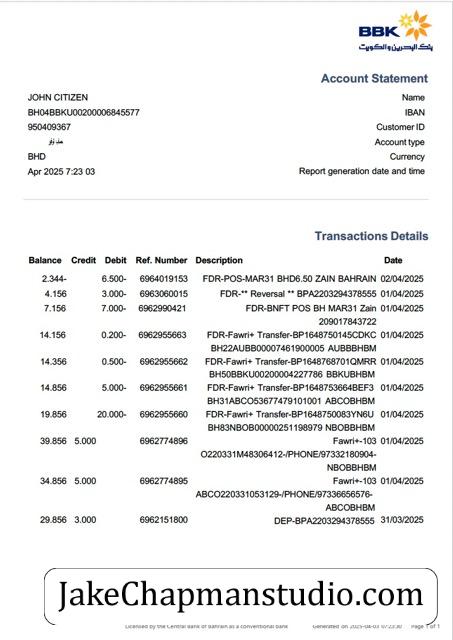 BBK
بنك البحرين والكويت
Account Statement
JOHN CITIZEN Name
BH04BBKU00200006845577 IBAN
950409367 Customer ID
Account type
BHD Currency
Apr 2025 7:23 03 Report generation date and time
Transactions Details
Balance Credit Debit Ref. Number Description Date
2.344- 6.500- 6964019153 FDR-POS-MAR31 BHD6.50 ZAIN BAHRAIN 02/04/2025
4.156 3.000- 6963060015 FDR-** Reversal ** BPA2203294378555 01/04/2025
7.156 7.000- 6962990421 FDR-BNFT POS BH MAR31 Zain 01/04/2025
209017843722
14.156 0.200- 6962955663 FDR-Fawri+ Transfer-BP1648750145CDKC 01/04/2025
BH22AUBB00007461900005 AUBBBHBM
14.356 0.500- 6962955662 FDR-Fawri+ Transfer-BP1648768701QMRR 01/04/2025
BH50BBKU00200004227786 BBKUBHBM
14.856 5.000- 6962955661 FDR-Fawri+ Transfer-BP1648753664BEF3 01/04/2025
BH31ABCO53677479101001 ABCOBHBM
19.856 20.000- 6962955660 FDR-Fawri+ Transfer-BP1648750083YN6U 01/04/2025
BH83NBOB00000251198979 NBOBBHBM
39.856 5.000 6962774896 Fawri+-103 01/04/2025
O220331M48306412-/PHONE/97332180904-
NBOBBHBM
34.856 5.000 6962774895 Fawri+-103 01/04/2025
ABCO220331053129-/PHONE/97336656576-
ABCOBHBM
29.856 3.000 6962151800 DEP-BPA2203294378555 31/03/2025
JakeChapmanstudio.com
Licensed by the Central Bank of Bahrain as a conventional bank Generated on 2025-04-03 07:23:30 Page 1 of 1